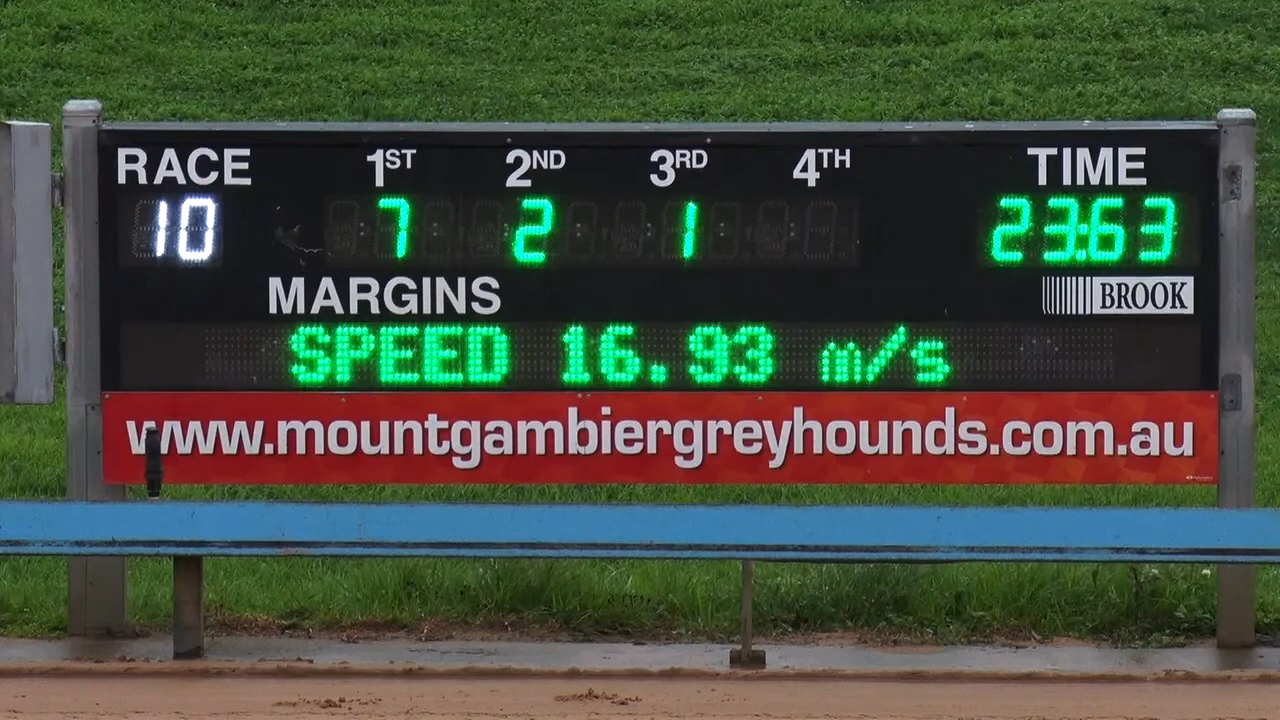 RACE 1ST 2ND 3RD 4TH TIME
10 7 2 1 23:63
MARGINS BROOK
SPEED 16.93 m/s
www.mountgambiergreyhounds.com.au